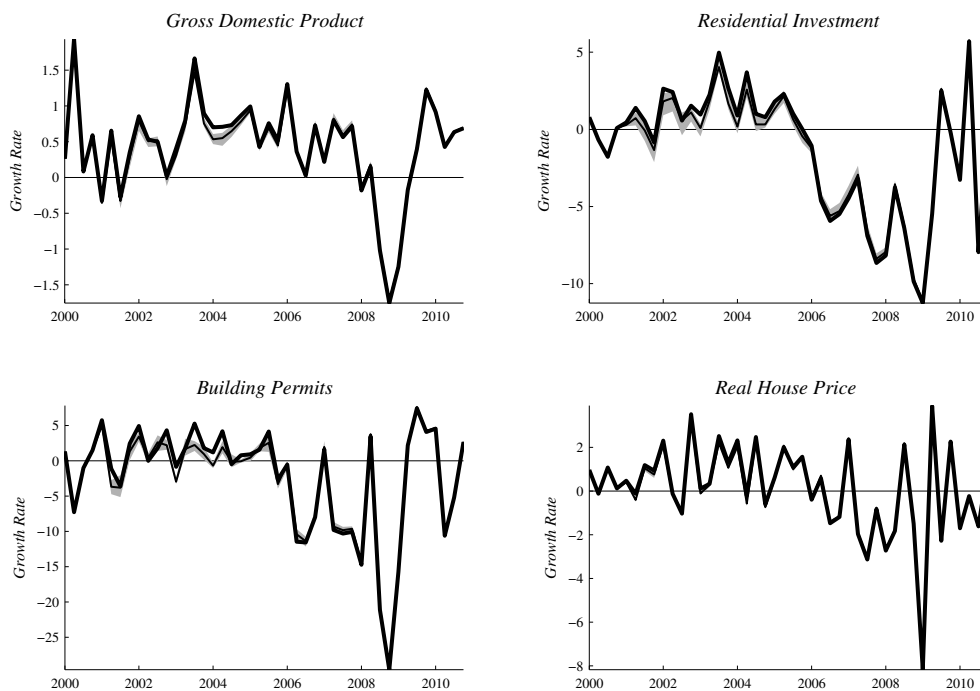 Gross Domestic Product
Growth Rate
1.5
1
0.5
0
−0.5
−1
−1.5
2000 2002 2004 2006 2008 2010
Residential Investment
Growth Rate
5
0
−5
−10
2000 2002 2004 2006 2008 2010
Building Permits
Growth Rate
5
0
−5
−10
−15
−20
−25
2000 2002 2004 2006 2008 2010
Real House Price
Growth Rate
2
0
−2
−4
−6
−8
2000 2002 2004 2006 2008 2010